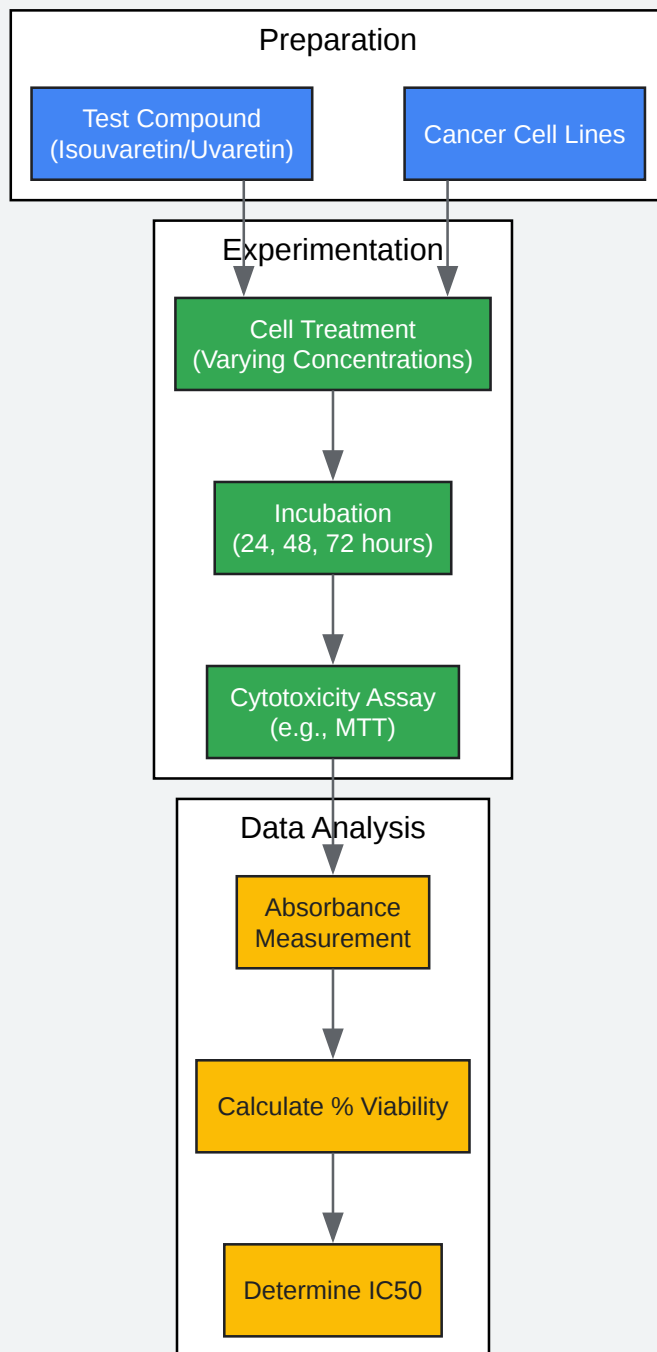 Preparation
Test Compound
(Isouvaretin/Uvaretin)
Cancer Cell Lines
Experimentation
Cell Treatment
(Varying Concentrations)
Incubation
(24, 48, 72 hours)
Cytotoxicity Assay
(e.g., MTT)
Data Analysis
Absorbance
Measurement
Calculate % Viability
Determine IC50